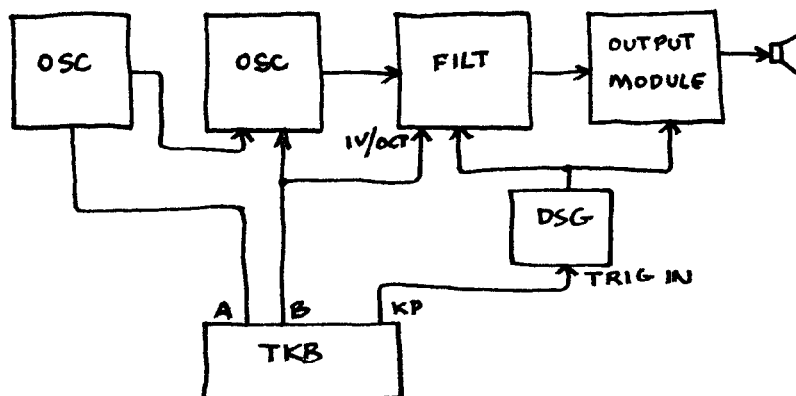 OSC
OSC
FILT
OUTPUT
MODULE
1V/OCT
DSG
TRIG IN
A
B
KP
TKB